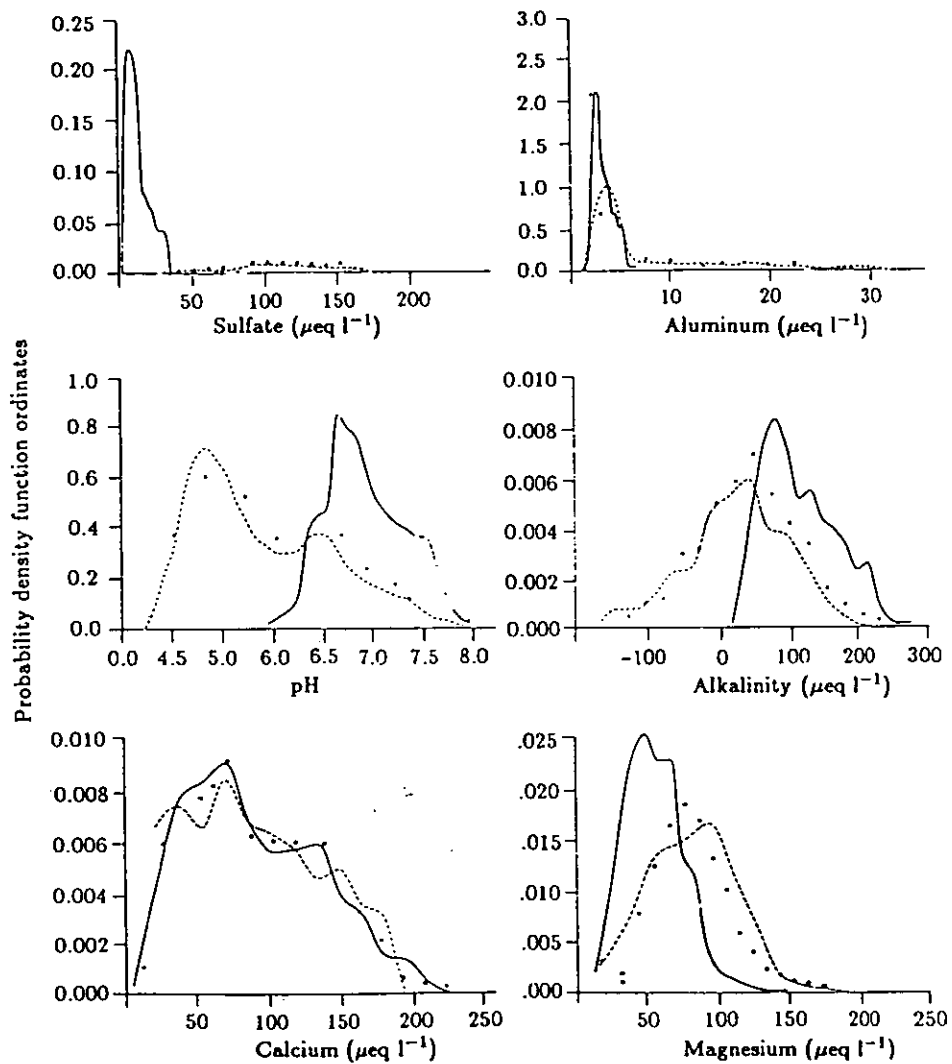 Probability density function ordinates
0.25
0.20
0.15
0.10
0.05
0.00
50 100 150 200
Sulfate (μeq l⁻¹)
3.0
2.5
2.0
1.5
1.0
0.5
0.0
10 20 30
Aluminum (μeq l⁻¹)
1.0
0.8
0.6
0.4
0.2
0.0
0.0 4.5 5.0 6.0 6.5 7.0 7.5 8.0
pH
0.010
0.008
0.006
0.004
0.002
0.000
-100 0 100 200 300
Alkalinity (μeq l⁻¹)
0.010
0.008
0.006
0.004
0.002
0.000
50 100 150 200 250
Calcium (μeq l⁻¹)
.025
.020
.015
.010
.005
.000
50 100 150 200 250
Magnesium (μeq l⁻¹)